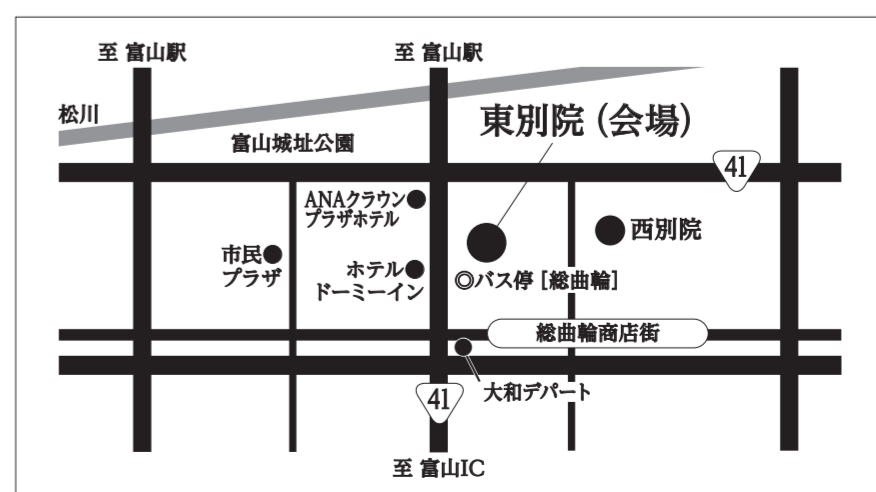 至 富山駅
至 富山駅
松川
東別院（会場）
富山城址公園
41
ANAクラウン
プラザホテル
西別院
市民
プラザ
ホテル
ドーミーイン
◎バス停［総曲輪］
総曲輪商店街
大和デパート
41
至 富山IC